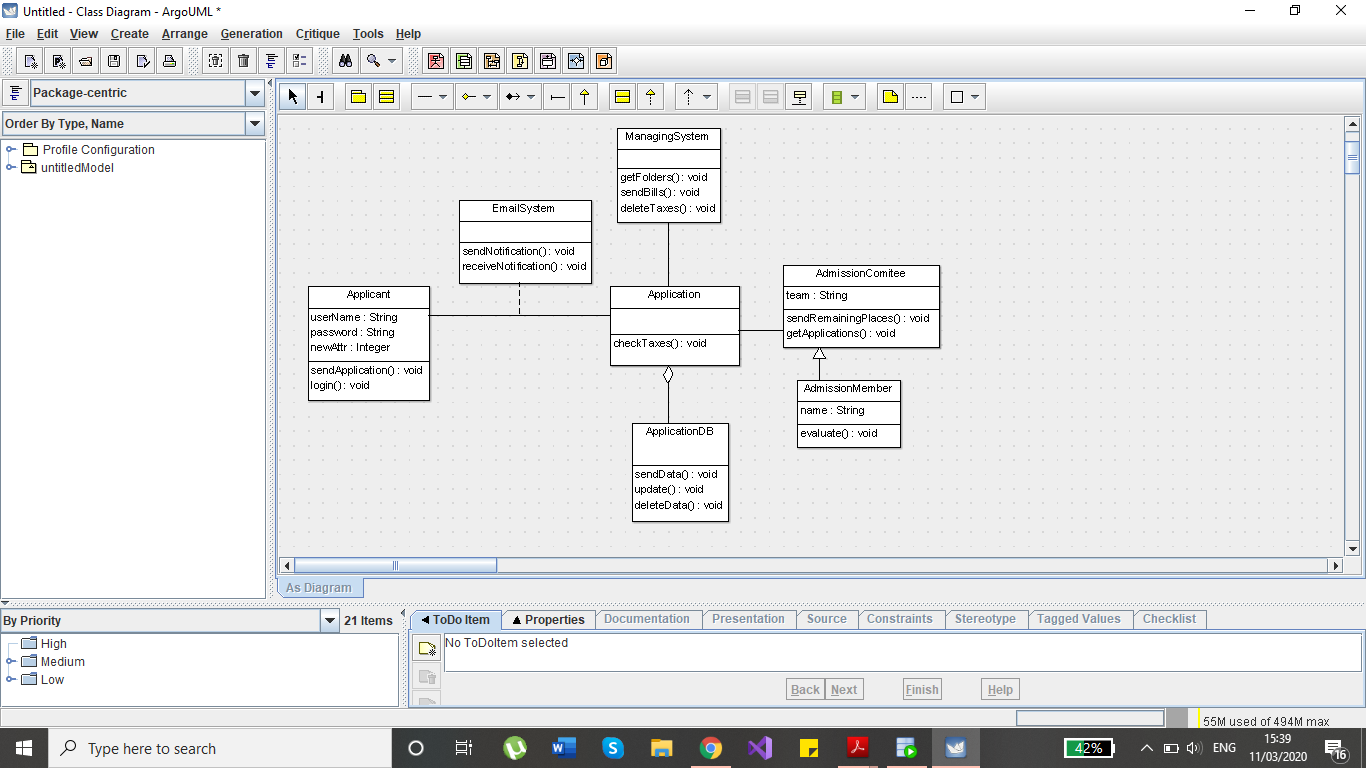 Untitled - Class Diagram - ArgoUML *
File Edit View Create Arrange Generation Critique Tools Help
Package-centric
Order By Type, Name
Profile Configuration
untitledModel
ManagingSystem
getFolders() : void
sendBills() : void
deleteTaxes() : void
EmailSystem
sendNotification() : void
receiveNotification() : void
Applicant
userName : String
password : String
newAttr : Integer
sendApplication() : void
login() : void
Application
checkTaxes() : void
AdmissionComitee
team : String
sendRemainingPlaces() : void
getApplications() : void
AdmissionMember
name : String
evaluate() : void
ApplicationDB
sendData() : void
update() : void
deleteData() : void
As Diagram
By Priority
21 Items
High
Medium
Low
ToDo Item Properties Documentation Presentation Source Constraints Stereotype Tagged Values Checklist
No ToDoItem selected
Back Next Finish Help
55M used of 494M max
Type here to search
42%
ENG
15:39
11/03/2020
16